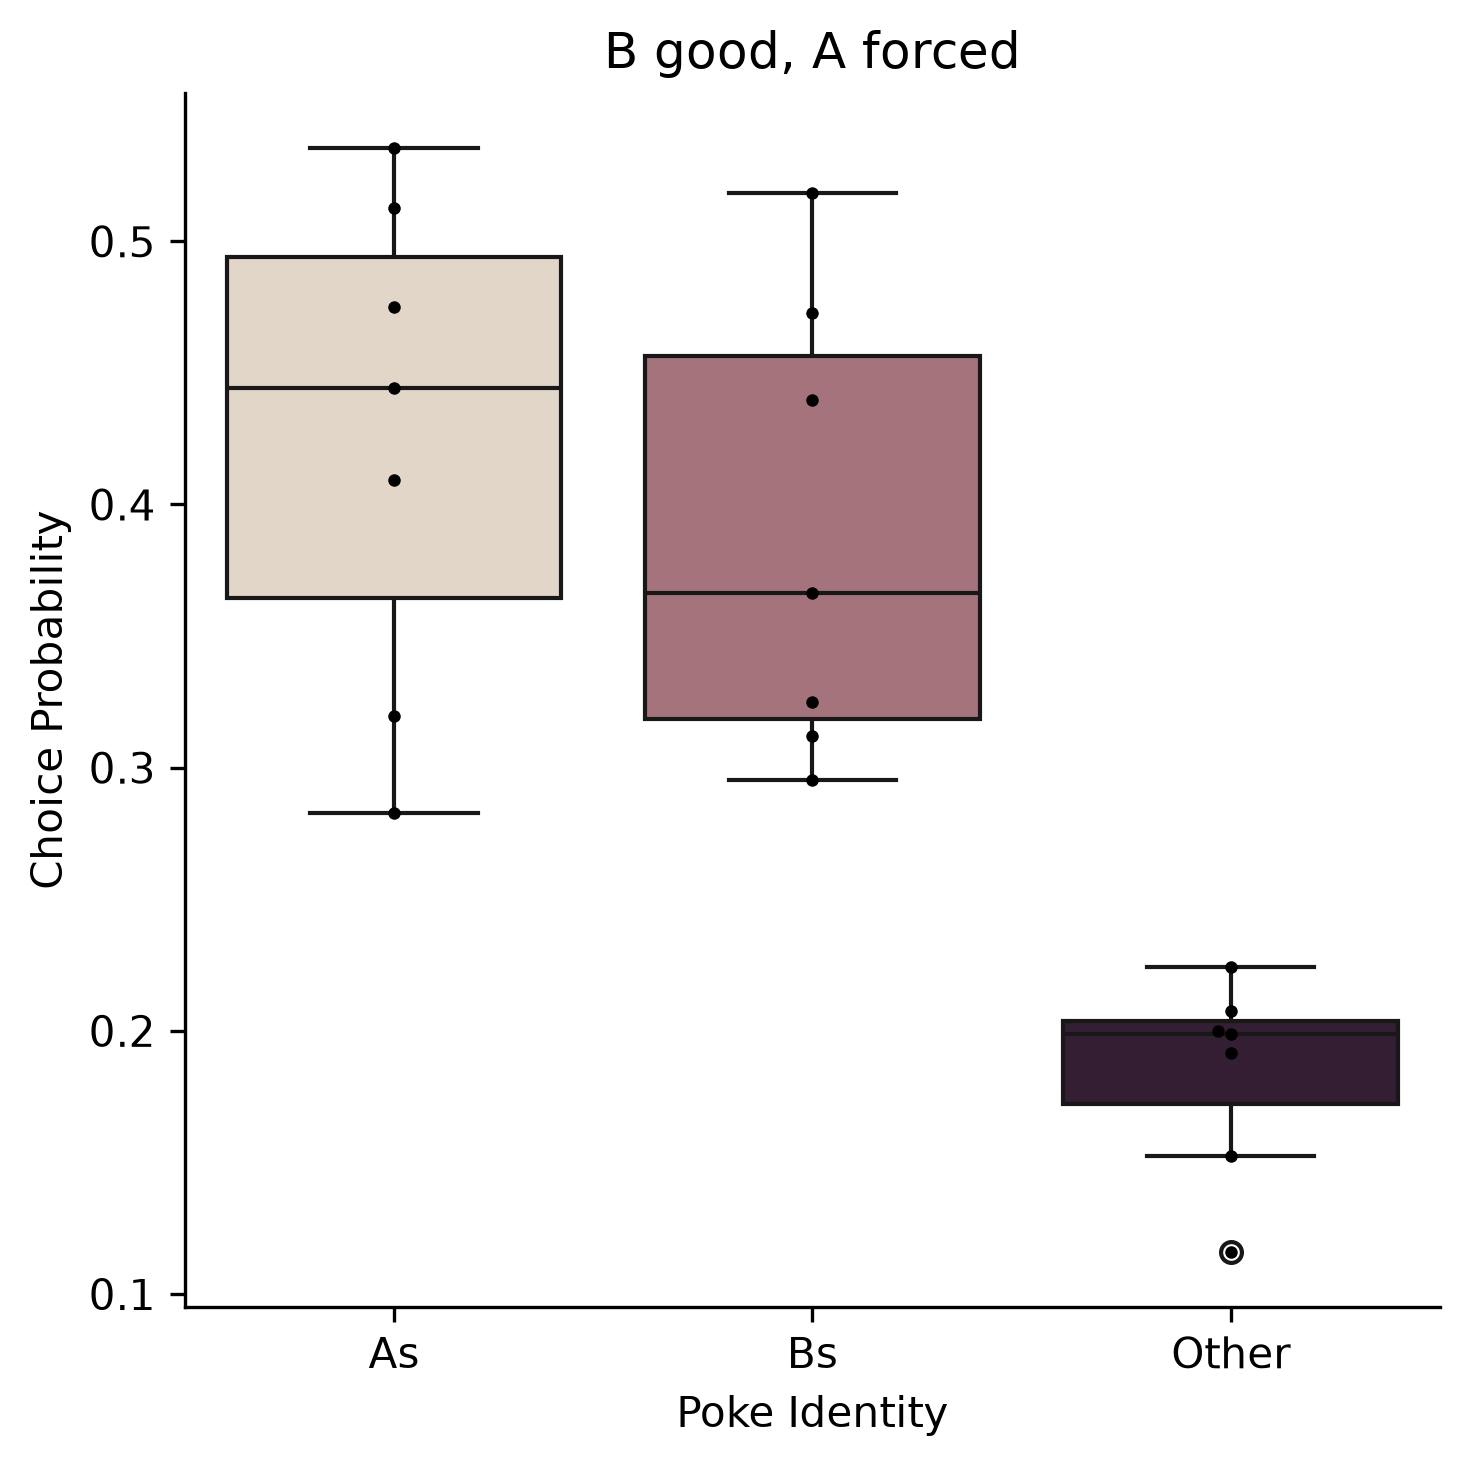 B good, A forced
Choice Probability
0.5
0.4
0.3
0.2
0.1
As
Bs
Other
Poke Identity